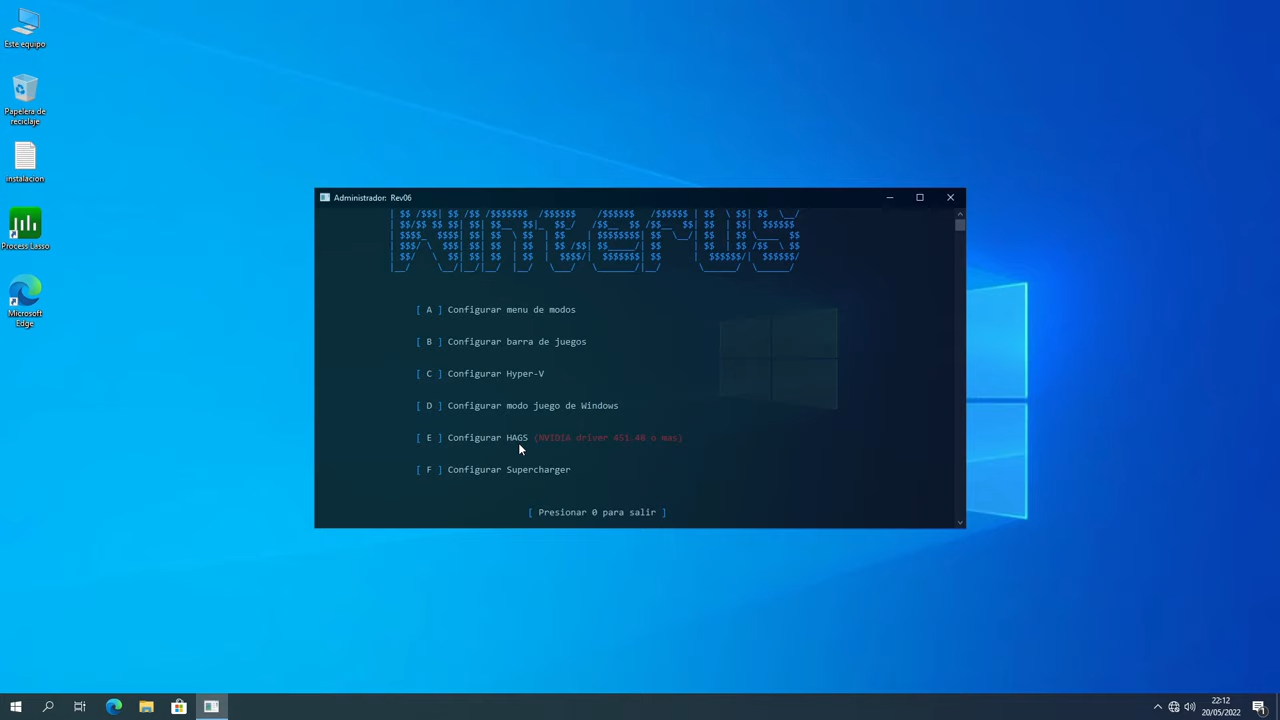 Este equipo
Papelera de
reciclaje
instalacion
Process Lasso
Microsoft
Edge
Administrador: Rev06
[ A ] Configurar menu de modos
[ B ] Configurar barra de juegos
[ C ] Configurar Hyper-V
[ D ] Configurar modo juego de Windows
[ E ] Configurar HAGS (NVIDIA driver 451.48 o mas)
[ F ] Configurar Supercharger
[ Presionar 0 para salir ]
22:12
20/05/2022
1